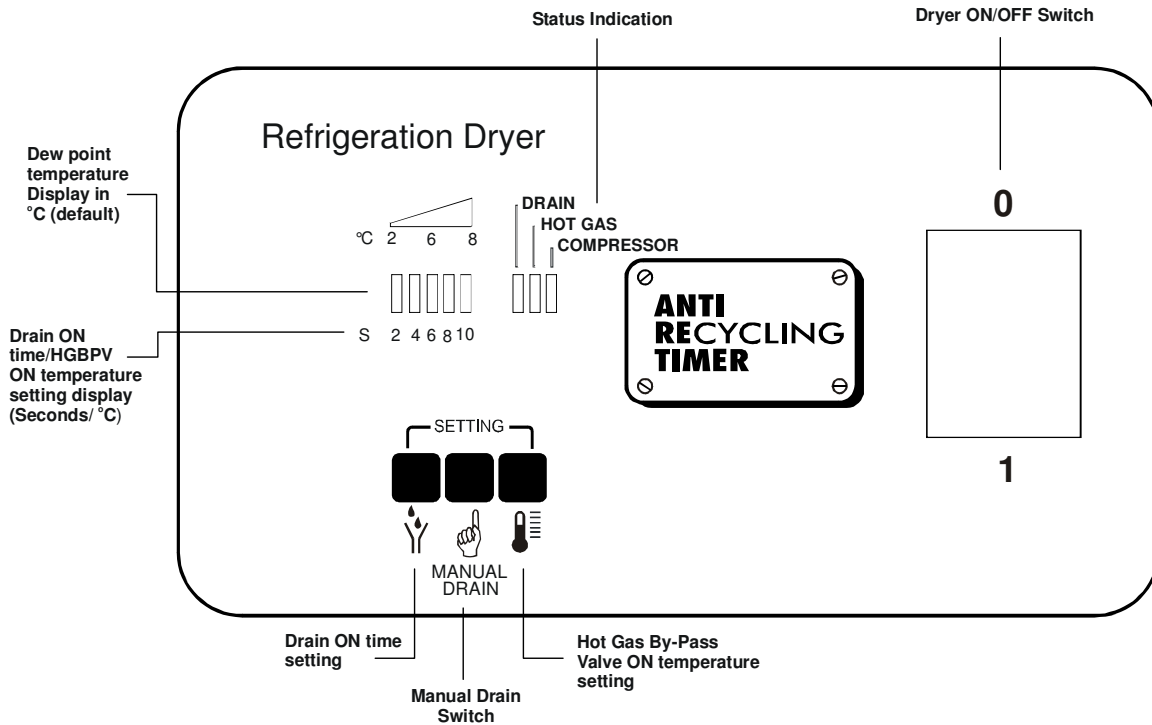 Status Indication
Dryer ON/OFF Switch
Refrigeration Dryer
Dew point
temperature
Display in
°C (default)
DRAIN
HOT GAS
COMPRESSOR
°C 2 6 8
0
ANTI
RECYCLING
TIMER
Drain ON
time/HGBPV
ON temperature
setting display
(Seconds/ °C)
S 2 4 6 8 10
1
SETTING
MANUAL
DRAIN
Drain ON time
setting
Manual Drain
Switch
Hot Gas By-Pass
Valve ON temperature
setting